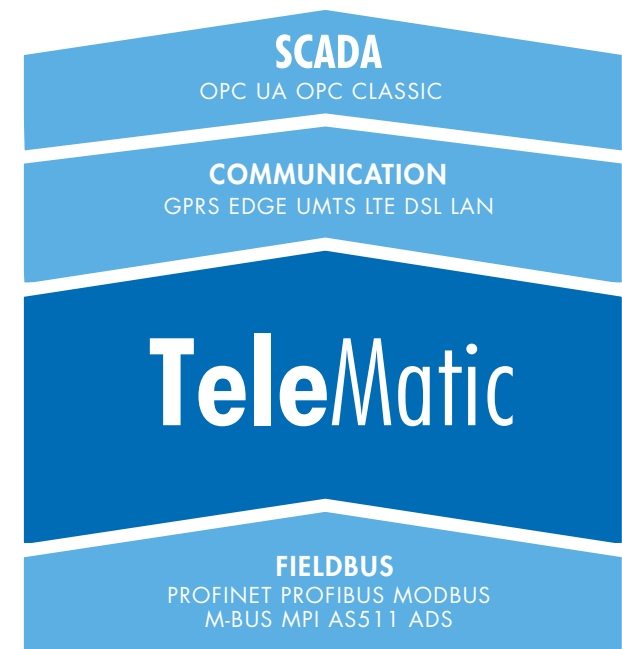 SCADA
OPC UA OPC CLASSIC
COMMUNICATION
GPRS EDGE UMTS LTE DSL LAN
TeleMatic
FIELDBUS
PROFINET PROFIBUS MODBUS
M-BUS MPI AS511 ADS